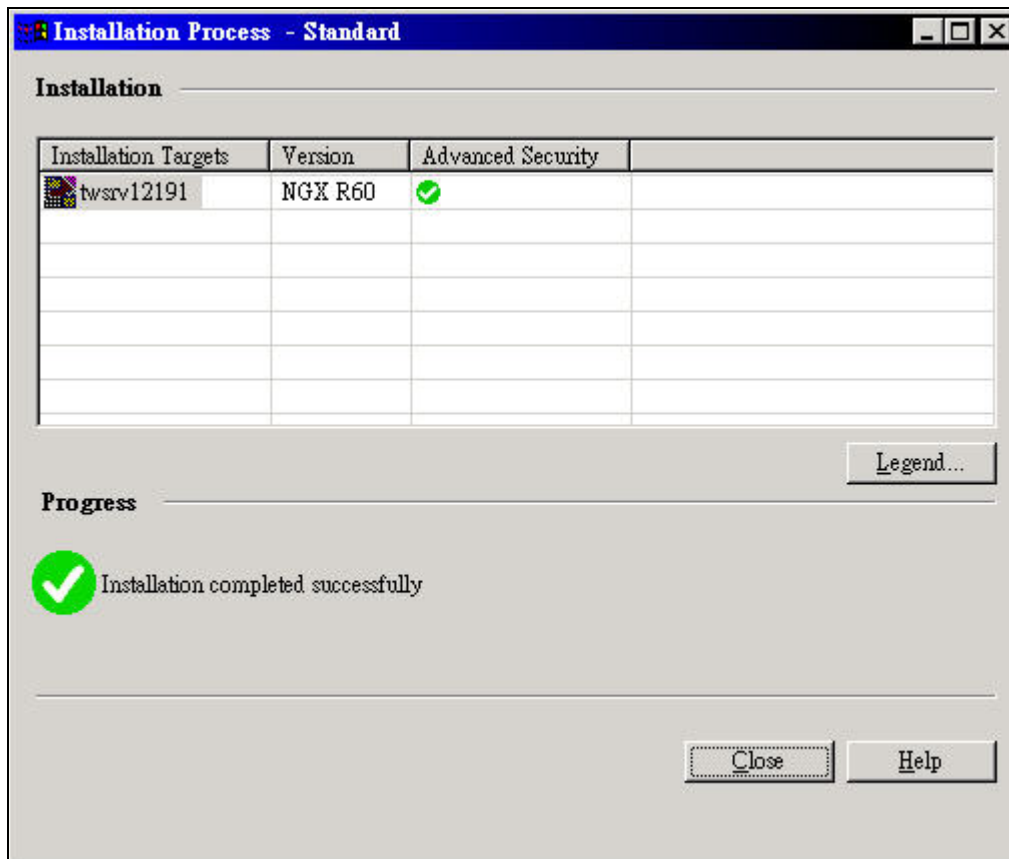 Installation Process - Standard
Installation
Installation Targets Version Advanced Security
twsrv12191 NGX R60
Legend...
Progress
Installation completed successfully
Close Help